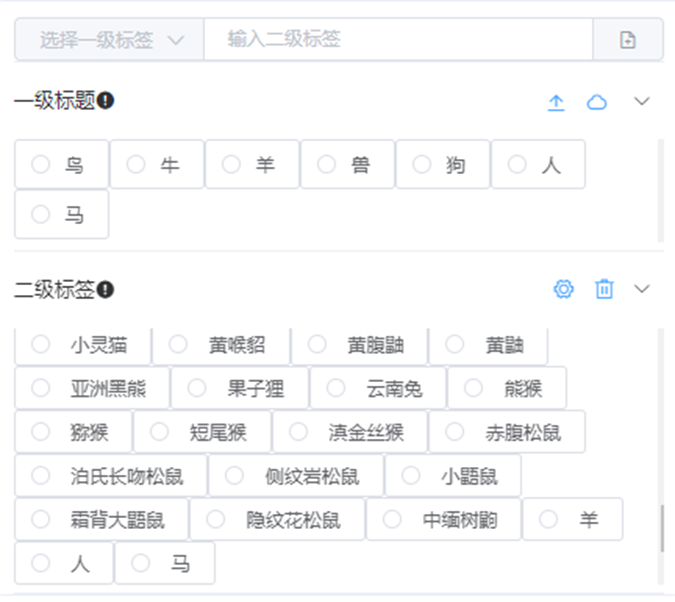 选择一级标签 输入二级标签
一级标题
鸟 牛 羊 兽 狗 人
马
二级标签
小灵猫 黄喉貂 黄腹鼬 黄鼬
亚洲黑熊 果子狸 云南兔 熊猴
猕猴 短尾猴 滇金丝猴 赤腹松鼠
泊氏长吻松鼠 侧纹岩松鼠 小鼯鼠
霜背大鼯鼠 隐纹花松鼠 中缅树鼩 羊
人 马